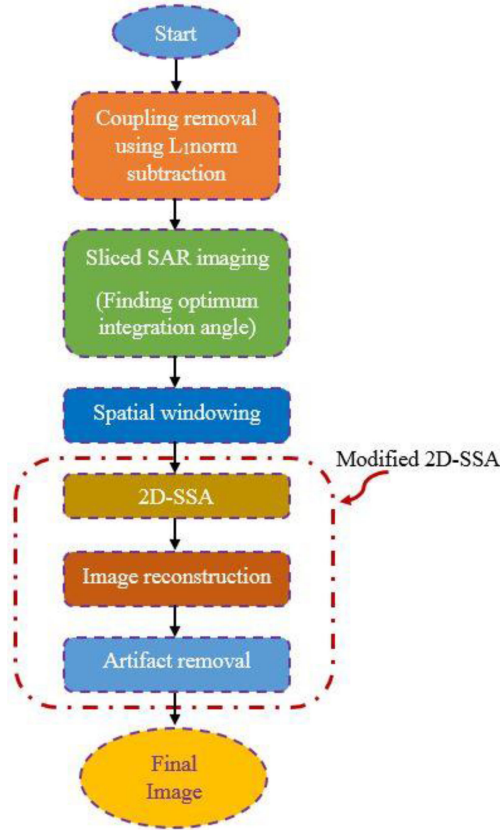 Start
Coupling removal
using L₁norm
subtraction
Sliced SAR imaging
(Finding optimum
integration angle)
Spatial windowing
Modified 2D-SSA
2D-SSA
Image reconstruction
Artifact removal
Final
Image